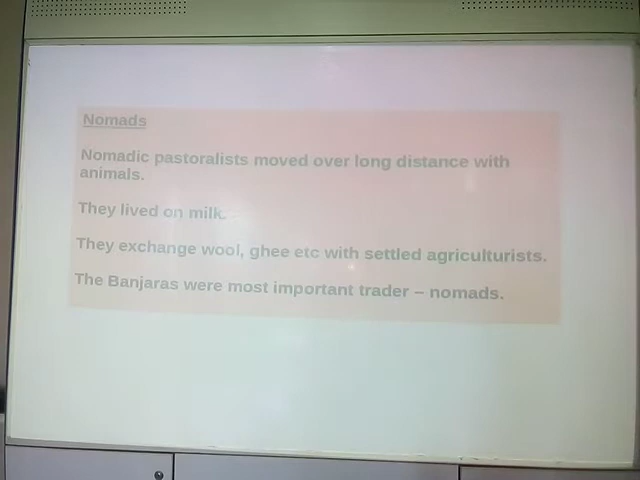 Nomads
Nomadic pastoralists moved over long distance with
animals.
They lived on milk.
They exchange wool, ghee etc with settled agriculturists.
The Banjaras were most important trader – nomads.